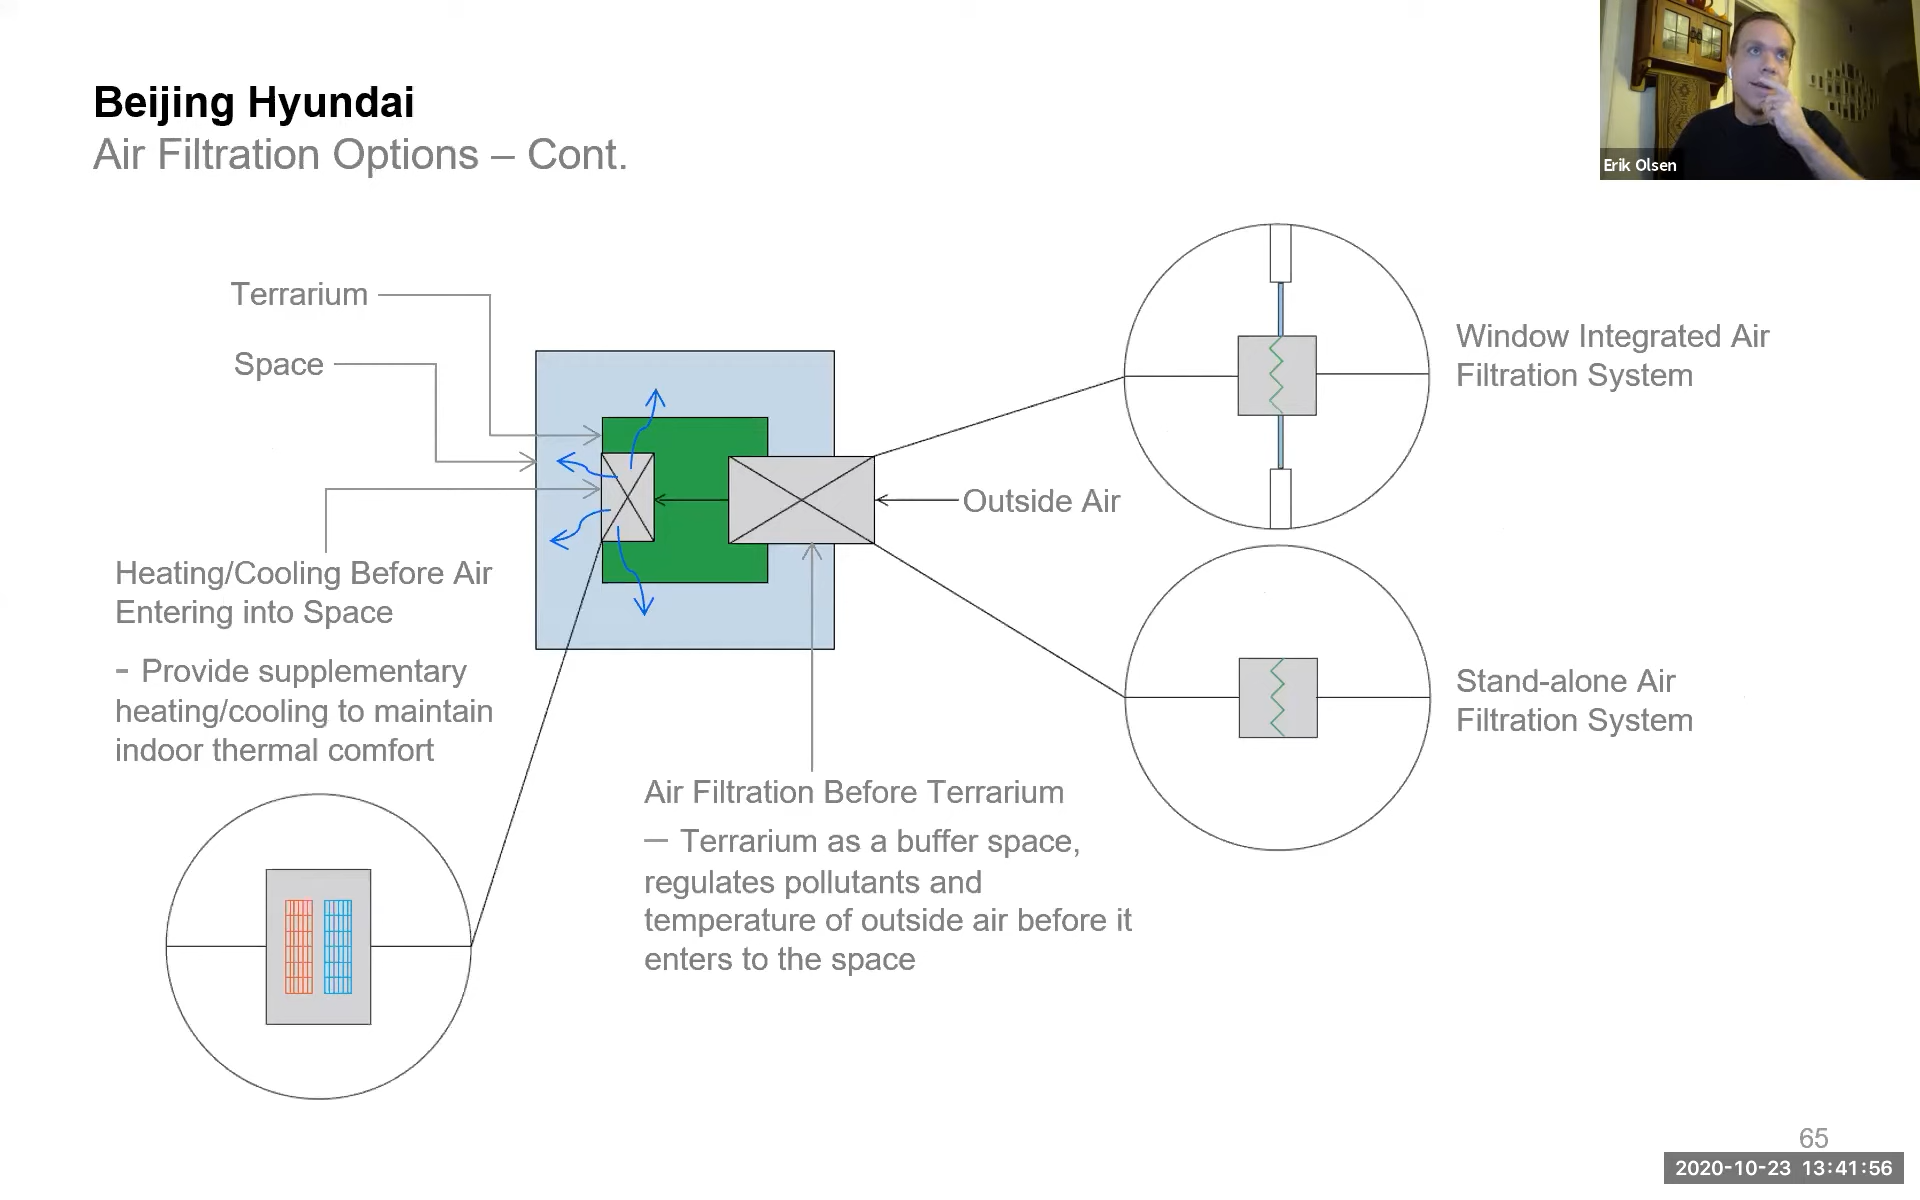 Beijing Hyundai
Air Filtration Options – Cont.
Erik Olsen
Terrarium
Space
Window Integrated Air
Filtration System
Outside Air
Heating/Cooling Before Air
Entering into Space
- Provide supplementary
heating/cooling to maintain
indoor thermal comfort
Stand-alone Air
Filtration System
Air Filtration Before Terrarium
— Terrarium as a buffer space,
regulates pollutants and
temperature of outside air before it
enters to the space
65
2020-10-23 13:41:56